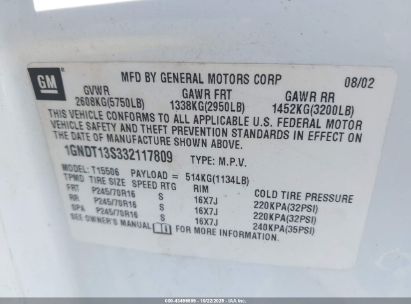 GM
MFD BY GENERAL MOTORS CORP 08/02
GVWR GAWR FRT GAWR RR
2608KG(5750LB) 1338KG(2950LB) 1452KG(3200LB)
THIS VEHICLE CONFORMS TO ALL APPLICABLE U.S. FEDERAL MOTOR
VEHICLE SAFETY AND THEFT PREVENTION STANDARDS IN EFFECT ON
THE DATE OF MANUFACTURE SHOWN ABOVE.
1GNDT13S332117809 TYPE: M.P.V.
MODEL: T15506 PAYLOAD = 514KG(1134LB)
TPMD TIRE SIZE SPEED RTG RIM COLD TIRE PRESSURE
FRT P245/70R16 S 16X7J 220KPA(32PSI)
RR P245/70R16 S 16X7J 220KPA(32PSI)
SPA P245/70R16 S 16X7J 240KPA(35PSI)
SEE OWNER'S MANUAL FOR MORE INFORMATION.